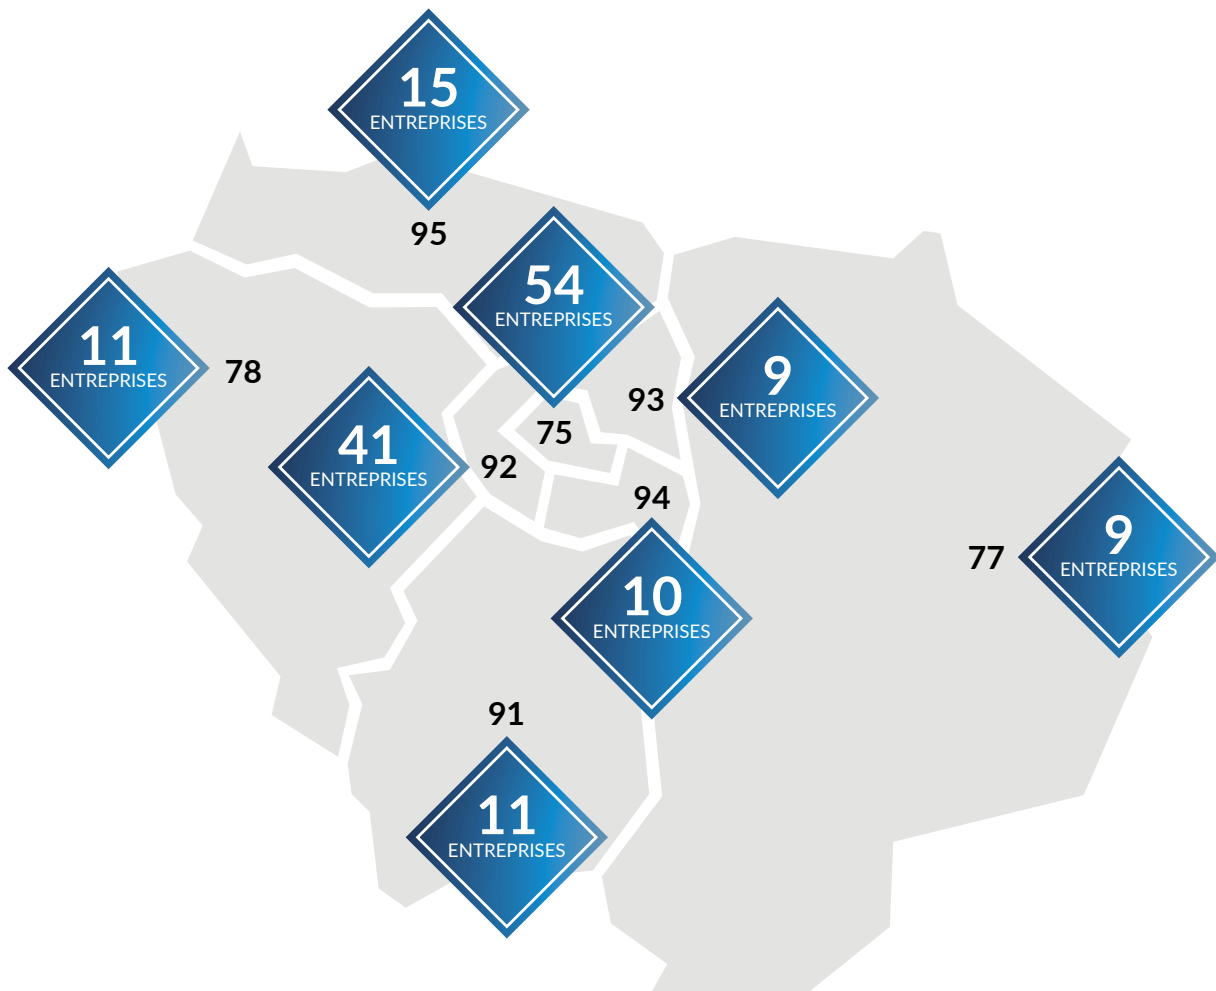 15
ENTREPRISES
95
54
ENTREPRISES
75
11
ENTREPRISES
78
9
ENTREPRISES
93
41
ENTREPRISES
92
94
10
ENTREPRISES
77
9
ENTREPRISES
91
11
ENTREPRISES